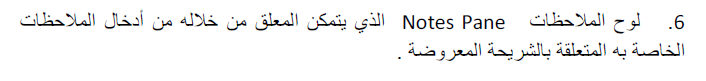 6. لوح الملاحظات Notes Pane الذي يتمكن المعلق من خلاله من أدخال الملاحظات
الخاصة به المتعلقة بالشريحة المعروضة .